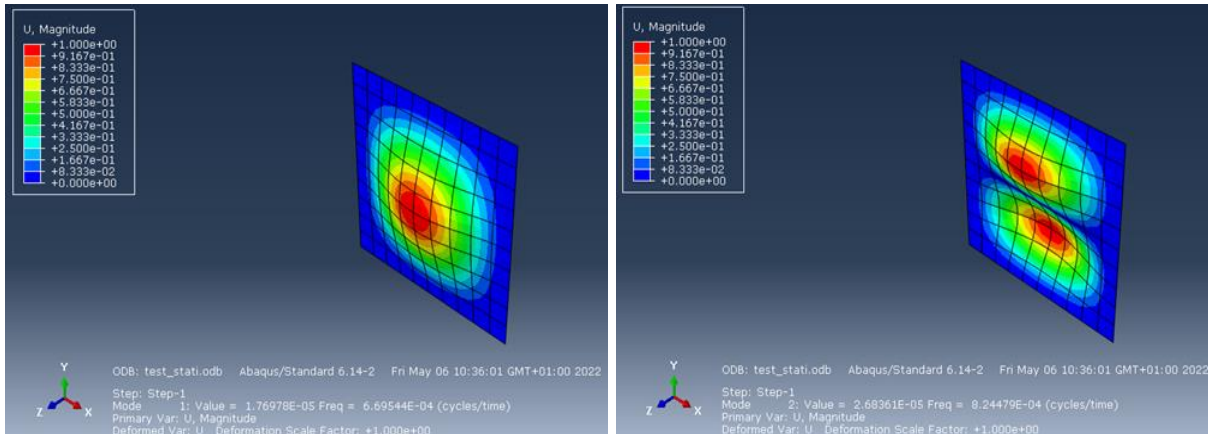 U, Magnitude
+1.000e+00
+9.167e-01
+8.333e-01
+7.500e-01
+6.667e-01
+5.833e-01
+5.000e-01
+4.167e-01
+3.333e-01
+2.500e-01
+1.667e-01
+8.333e-02
+0.000e+00
Y
Z
X
ODB: test_stati.odb Abaqus/Standard 6.14-2 Fri May 06 10:36:01 GMT+01:00 2022
Step: Step-1
Mode 1: Value = 1.76978E-05 Freq = 6.69544E-04 (cycles/time)
Primary Var: U, Magnitude
Deformed Var: U Deformation Scale Factor: +1.000e+00
U, Magnitude
+1.000e+00
+9.167e-01
+8.333e-01
+7.500e-01
+6.667e-01
+5.833e-01
+5.000e-01
+4.167e-01
+3.333e-01
+2.500e-01
+1.667e-01
+8.333e-02
+0.000e+00
Y
Z
X
ODB: test_stati.odb Abaqus/Standard 6.14-2 Fri May 06 10:36:01 GMT+01:00 2022
Step: Step-1
Mode 2: Value = 2.68361E-05 Freq = 8.24479E-04 (cycles/time)
Primary Var: U, Magnitude
Deformed Var: U Deformation Scale Factor: +1.000e+00